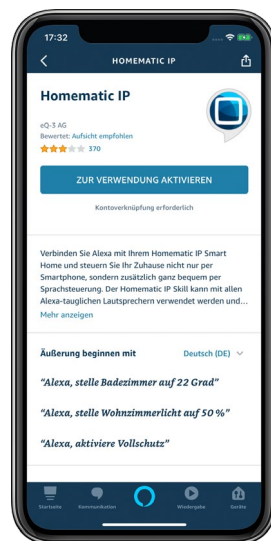 17:32
HOMEMATIC IP
Homematic IP
eQ-3 AG
Bewertet: Aufsicht empfohlen
370
ZUR VERWENDUNG AKTIVIEREN
Kontoverknüpfung erforderlich
Verbinden Sie Alexa mit Ihrem Homematic IP Smart
Home und steuern Sie Ihr Zuhause nicht nur per
Smartphone, sondern zusätzlich ganz bequem per
Sprachsteuerung. Der Homematic IP Skill kann mit allen
Alexa-tauglichen Lautsprechern verwendet werden und...
Mehr anzeigen
Äußerung beginnen mit Deutsch (DE)
"Alexa, stelle Badezimmer auf 22 Grad"
"Alexa, stelle Wohnzimmerlicht auf 50 %"
"Alexa, aktiviere Vollschutz"
Startseite Kommunikation Wiedergabe Geräte